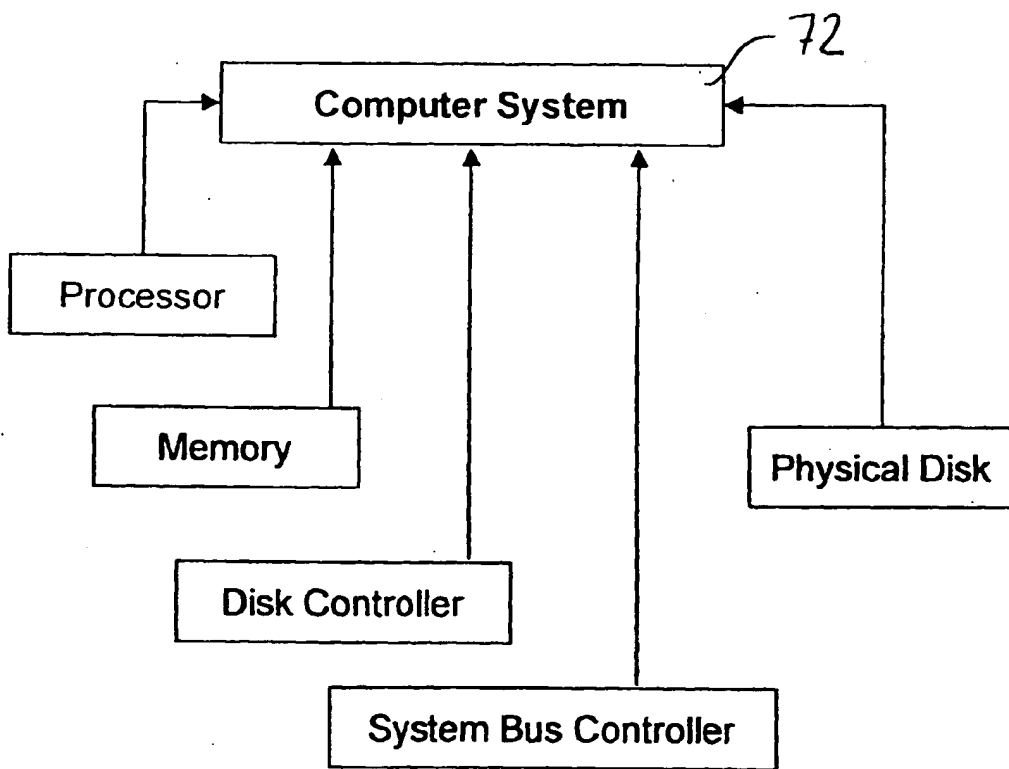 72
Computer System
Processor
Memory
Physical Disk
Disk Controller
System Bus Controller